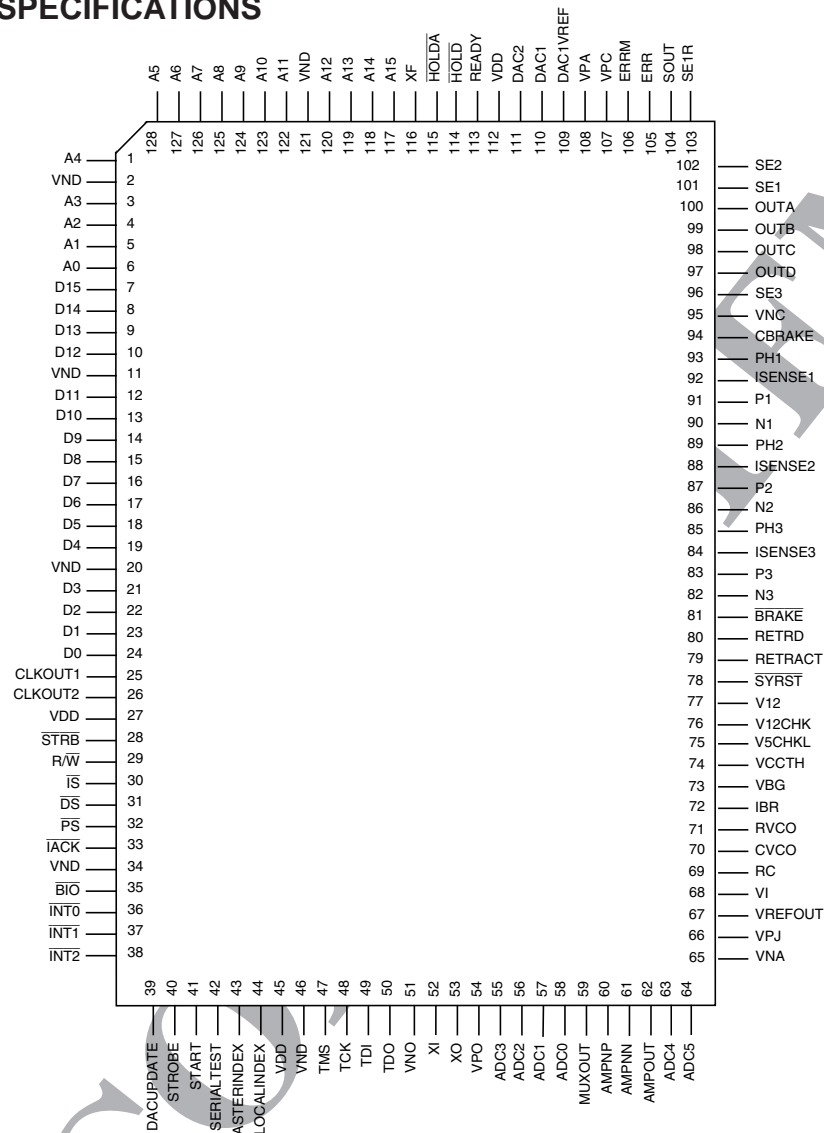 SPECIFICATIONS
A5 A6 A7 A8 A9 A10 A11 VND A12 A13 A14 A15 XF HOLDA HOLD READY VDD DAC2 DAC1 DAC1VREF VPA VPC ERRM ERR SOUT SE1R
128 127 126 125 124 123 122 121 120 119 118 117 116 115 114 113 112 111 110 109 108 107 106 105 104 103
A4 1
VND 2
A3 3
A2 4
A1 5
A0 6
D15 7
D14 8
D13 9
D12 10
VND 11
D11 12
D10 13
D9 14
D8 15
D7 16
D6 17
D5 18
D4 19
VND 20
D3 21
D2 22
D1 23
D0 24
CLKOUT1 25
CLKOUT2 26
VDD 27
STRB 28
R/W 29
IS 30
DS 31
PS 32
IACK 33
VND 34
BIO 35
INT0 36
INT1 37
INT2 38
102 SE2
101 SE1
100 OUTA
99 OUTB
98 OUTC
97 OUTD
96 SE3
95 VNC
94 CBRAKE
93 PH1
92 ISENSE1
91 P1
90 N1
89 PH2
88 ISENSE2
87 P2
86 N2
85 PH3
84 ISENSE3
83 P3
82 N3
81 BRAKE
80 RETRD
79 RETRACT
78 SYRST
77 V12
76 V12CHK
75 V5CHKL
74 VCCTH
73 VBG
72 IBR
71 RVCO
70 CVCO
69 RC
68 VI
67 VREFOUT
66 VPJ
65 VNA
39 40 41 42 43 44 45 46 47 48 49 50 51 52 53 54 55 56 57 58 59 60 61 62 63 64
DACUPDATE STROBE START SERIALTEST ASTERINDEX LOCALINDEX VDD VND TMS TCK TDI TDO VNO XI XO VPO ADC3 ADC2 ADC1 ADC0 MUXOUT AMPNP AMPNN AMPOUT ADC4 ADC5